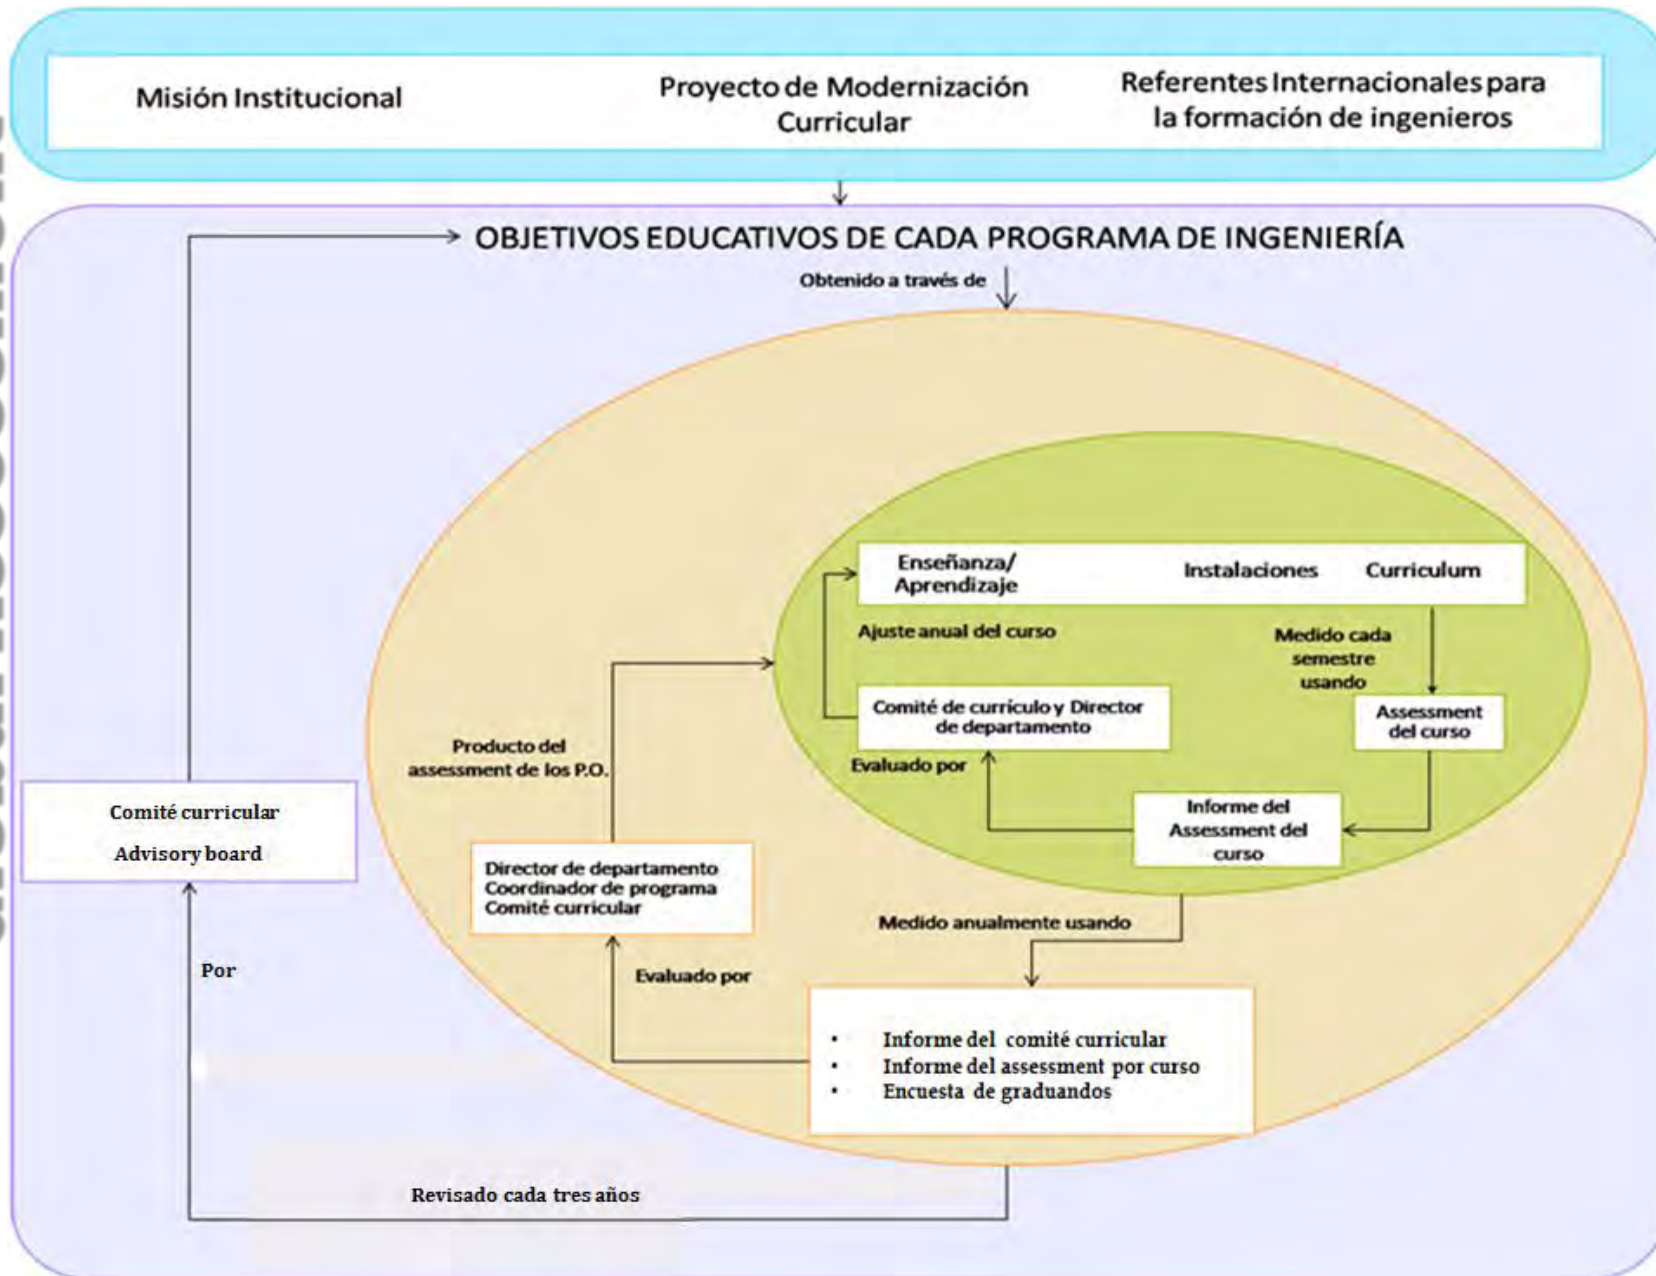 Misión Institucional
Proyecto de Modernización
Curricular
Referentes Internacionales para
la formación de ingenieros
OBJETIVOS EDUCATIVOS DE CADA PROGRAMA DE INGENIERÍA
Obtenido a través de
Enseñanza/
Aprendizaje
Instalaciones
Curriculum
Ajuste anual del curso
Medido cada
semestre
usando
Comité de currículo y Director
de departamento
Assessment
del curso
Evaluado por
Informe del
Assessment del
curso
Producto del
assessment de los P.O.
Comité curricular
Advisory board
Director de departamento
Coordinador de programa
Comité curricular
Medido anualmente usando
Por
Evaluado por
• Informe del comité curricular
• Informe del assessment por curso
• Encuesta de graduandos
Revisado cada tres años